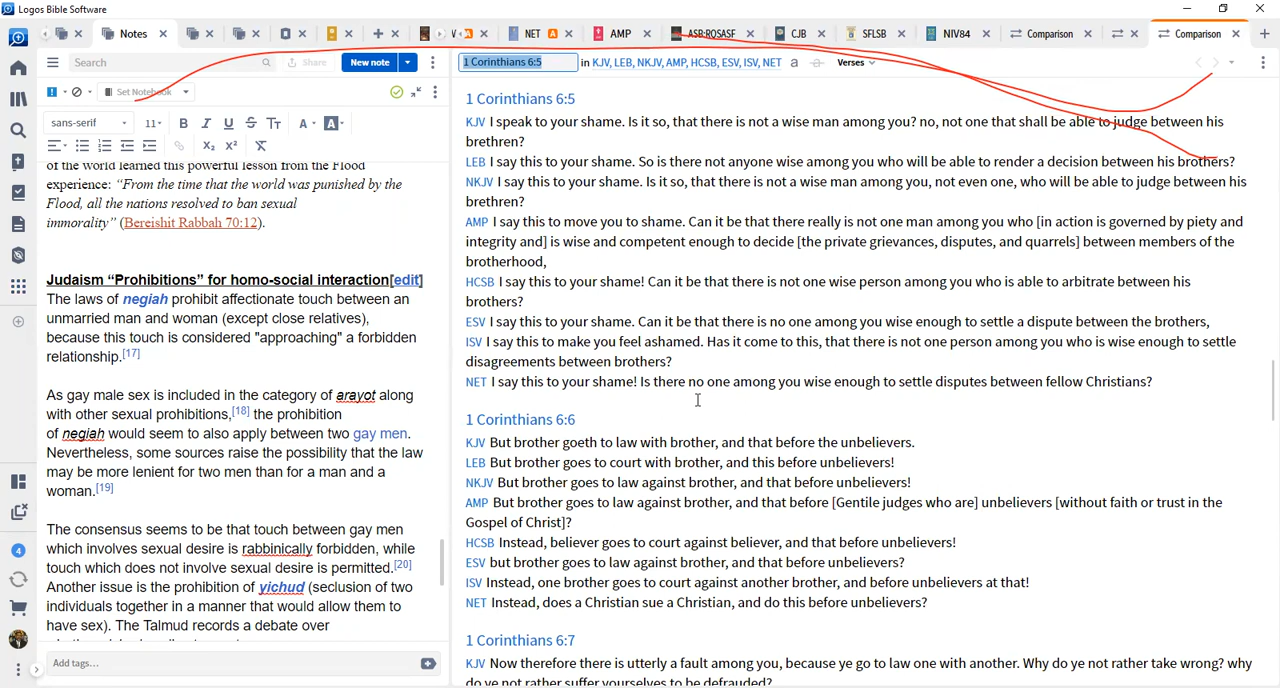 Logos Bible Software
Notes
NET
AMP
ASB:ROSASF
CJB
SFLSB
NIV84
Comparison
Comparison
Search
Share
New note
1 Corinthians 6:5 in KJV, LEB, NKJV, AMP, HCSB, ESV, ISV, NET a a Verses
Set Notebook
sans-serif 11 B I U S Tт A A
X₂ X²
of the world learned this powerful lesson from the Flood
experience: “From the time that the world was punished by the
Flood, all the nations resolved to ban sexual
immorality” (Bereishit Rabbah 70:12).
Judaism “Prohibitions” for homo-social interaction[edit]
The laws of negiah prohibit affectionate touch between an
unmarried man and woman (except close relatives),
because this touch is considered "approaching" a forbidden
relationship.[17]
As gay male sex is included in the category of arayot along
with other sexual prohibitions,[18] the prohibition
of negiah would seem to also apply between two gay men.
Nevertheless, some sources raise the possibility that the law
may be more lenient for two men than for a man and a
woman.[19]
The consensus seems to be that touch between gay men
which involves sexual desire is rabbinically forbidden, while
touch which does not involve sexual desire is permitted.[20]
Another issue is the prohibition of yichud (seclusion of two
individuals together in a manner that would allow them to
have sex). The Talmud records a debate over
Add tags...
4
1 Corinthians 6:5
KJV I speak to your shame. Is it so, that there is not a wise man among you? no, not one that shall be able to judge between his
brethren?
LEB I say this to your shame. So is there not anyone wise among you who will be able to render a decision between his brothers?
NKJV I say this to your shame. Is it so, that there is not a wise man among you, not even one, who will be able to judge between his
brethren?
AMP I say this to move you to shame. Can it be that there really is not one man among you who [in action is governed by piety and
integrity and] is wise and competent enough to decide [the private grievances, disputes, and quarrels] between members of the
brotherhood,
HCSB I say this to your shame! Can it be that there is not one wise person among you who is able to arbitrate between his
brothers?
ESV I say this to your shame. Can it be that there is no one among you wise enough to settle a dispute between the brothers,
ISV I say this to make you feel ashamed. Has it come to this, that there is not one person among you who is wise enough to settle
disagreements between brothers?
NET I say this to your shame! Is there no one among you wise enough to settle disputes between fellow Christians?
1 Corinthians 6:6
KJV But brother goeth to law with brother, and that before the unbelievers.
LEB But brother goes to court with brother, and this before unbelievers!
NKJV But brother goes to law against brother, and that before unbelievers!
AMP But brother goes to law against brother, and that before [Gentile judges who are] unbelievers [without faith or trust in the
Gospel of Christ]?
HCSB Instead, believer goes to court against believer, and that before unbelievers!
ESV but brother goes to law against brother, and that before unbelievers?
ISV Instead, one brother goes to court against another brother, and before unbelievers at that!
NET Instead, does a Christian sue a Christian, and do this before unbelievers?
1 Corinthians 6:7
KJV Now therefore there is utterly a fault among you, because ye go to law one with another. Why do ye not rather take wrong? why
do ye not rather suffer yourselves to be defrauded?